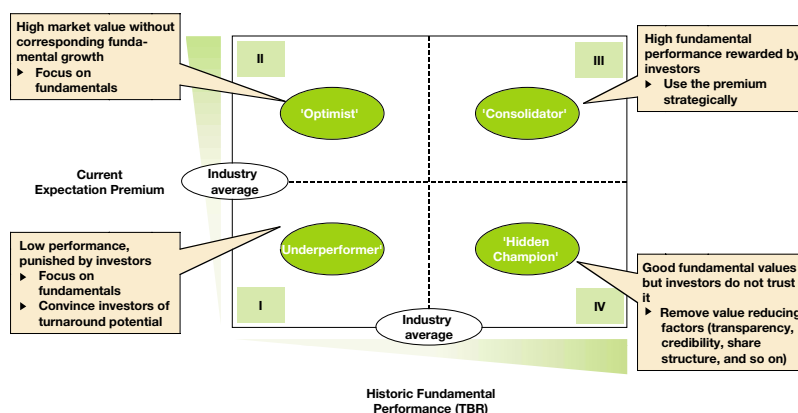 High market value without
corresponding funda-
mental growth
▶ Focus on
fundamentals
II
III
High fundamental
performance rewarded by
investors
▶ Use the premium
strategically
'Optimist'
'Consolidator'
Current
Expectation Premium
Industry
average
Low performance,
punished by investors
▶ Focus on
fundamentals
▶ Convince investors of
turnaround potential
'Underperformer'
'Hidden
Champion'
Good fundamental values
but investors do not trust
it
▶ Remove value reducing
factors (transparency,
credibility, share
structure, and so on)
I
IV
Industry
average
Historic Fundamental
Performance (TBR)